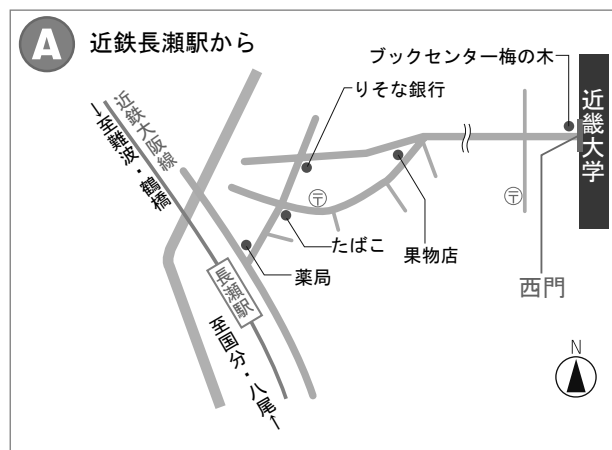 A
近鉄長瀬駅から
ブックセンター梅の木
りそな銀行
近畿大学
近鉄大阪線
←至難波・鶴橋
〒
〒
たばこ
果物店
薬局
長瀬駅
西門
至国分・八尾→
N